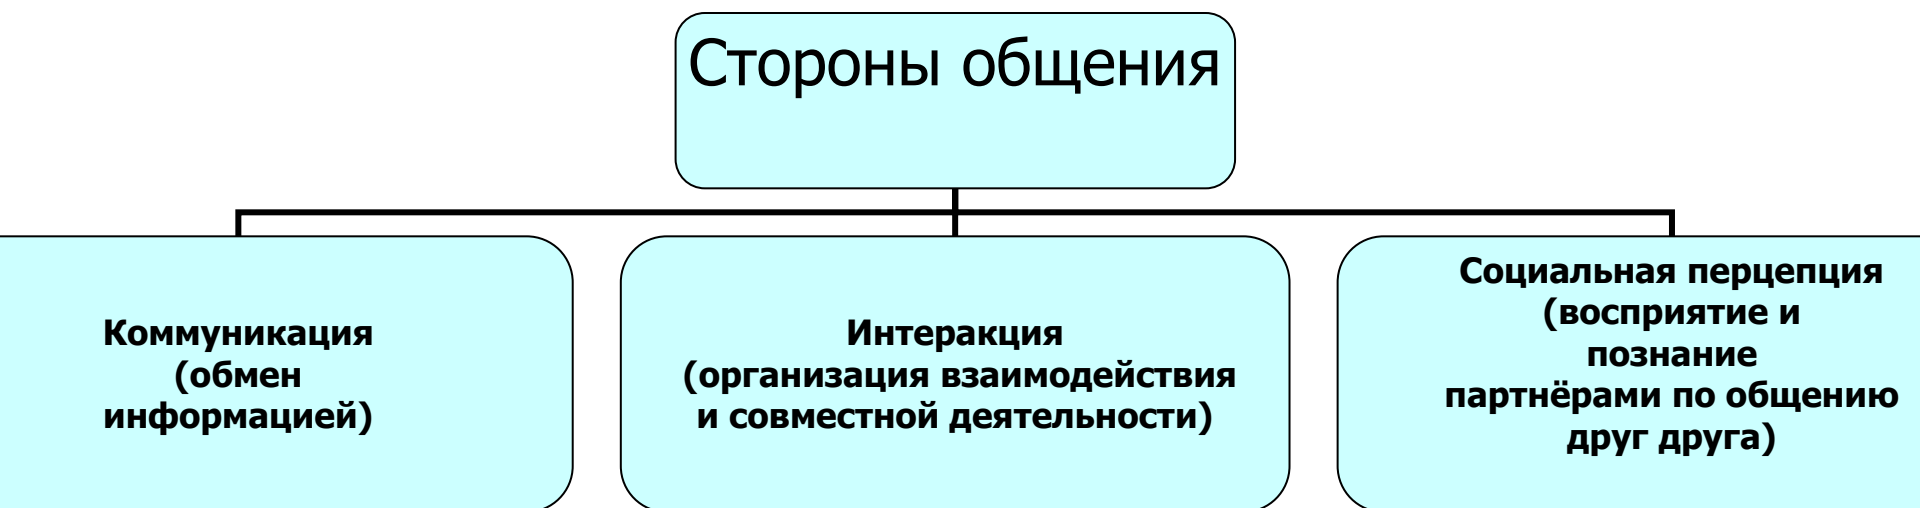 Стороны общения
Коммуникация
(обмен
информацией)
Интеракция
(организация взаимодействия
и совместной деятельности)
Социальная перцепция
(восприятие и
познание
партнёрами по общению
друг друга)